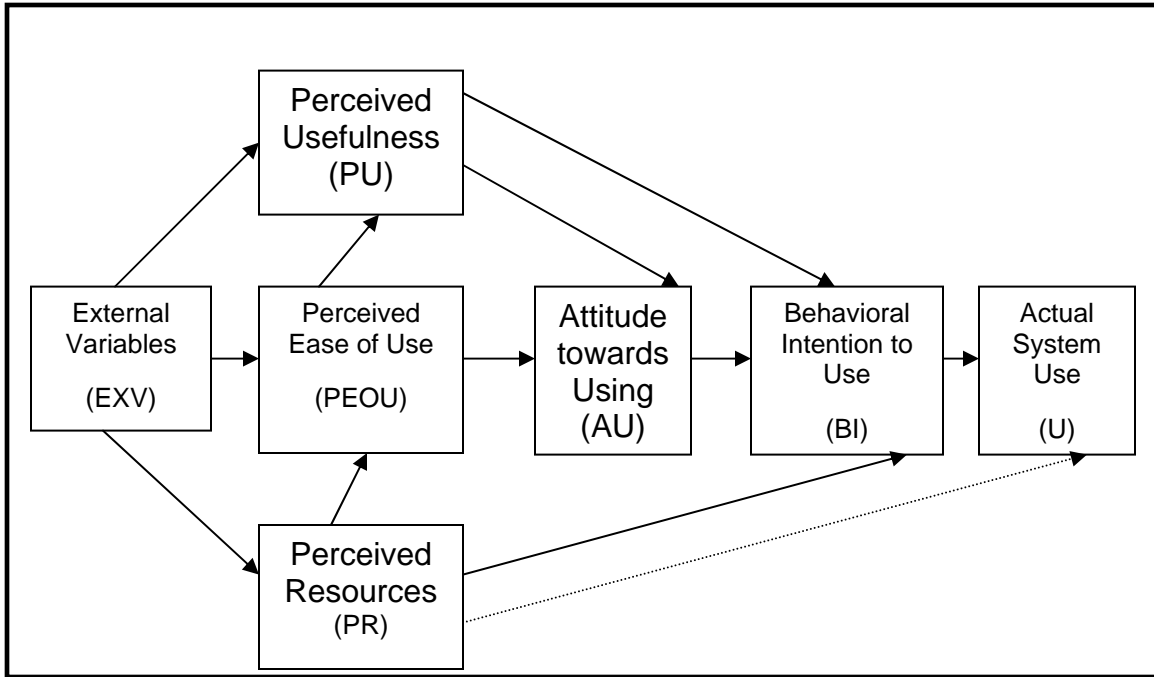 Perceived
Usefulness
(PU)
External
Variables
(EXV)
Perceived
Ease of Use
(PEOU)
Attitude
towards
Using
(AU)
Behavioral
Intention to
Use
(BI)
Actual
System
Use
(U)
Perceived
Resources
(PR)